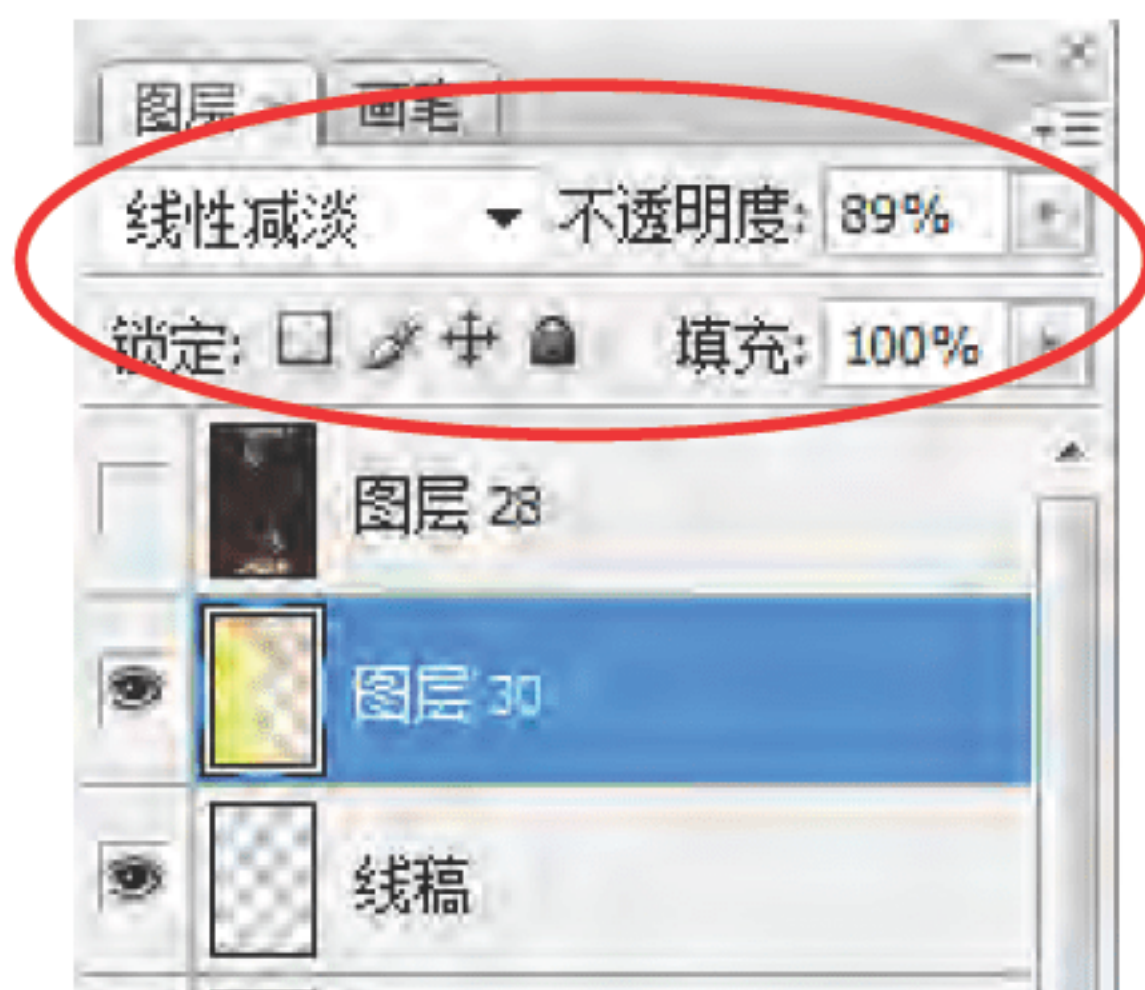 图层 画笔
线性减淡 不透明度: 89%
锁定: 填充: 100%
图层 28
图层 30
线稿